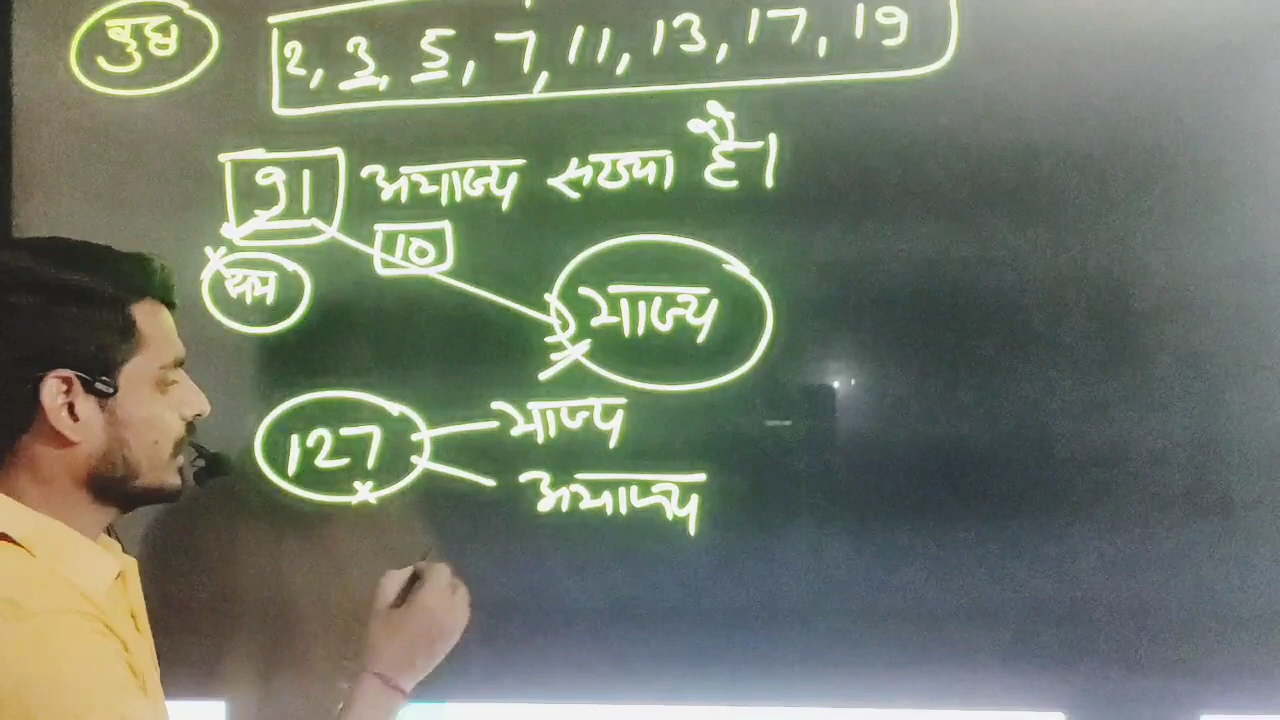 बुध
2, 3, 5, 7, 11, 13, 17, 19
91 अभाज्य संख्या है।
10
सम
भाज्य
127 भाज्य
अभाज्य